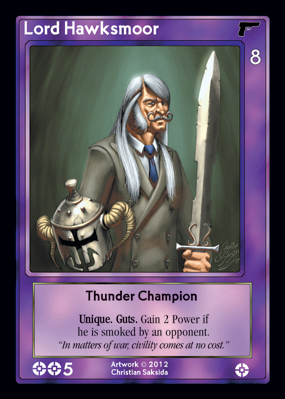 Lord Hawksmoor
8
Thunder Champion
Unique. Guts. Gain 2 Power if
he is smoked by an opponent.
“In matters of war, civility comes at no cost.”
5
Artwork © 2012
Christian Saksida